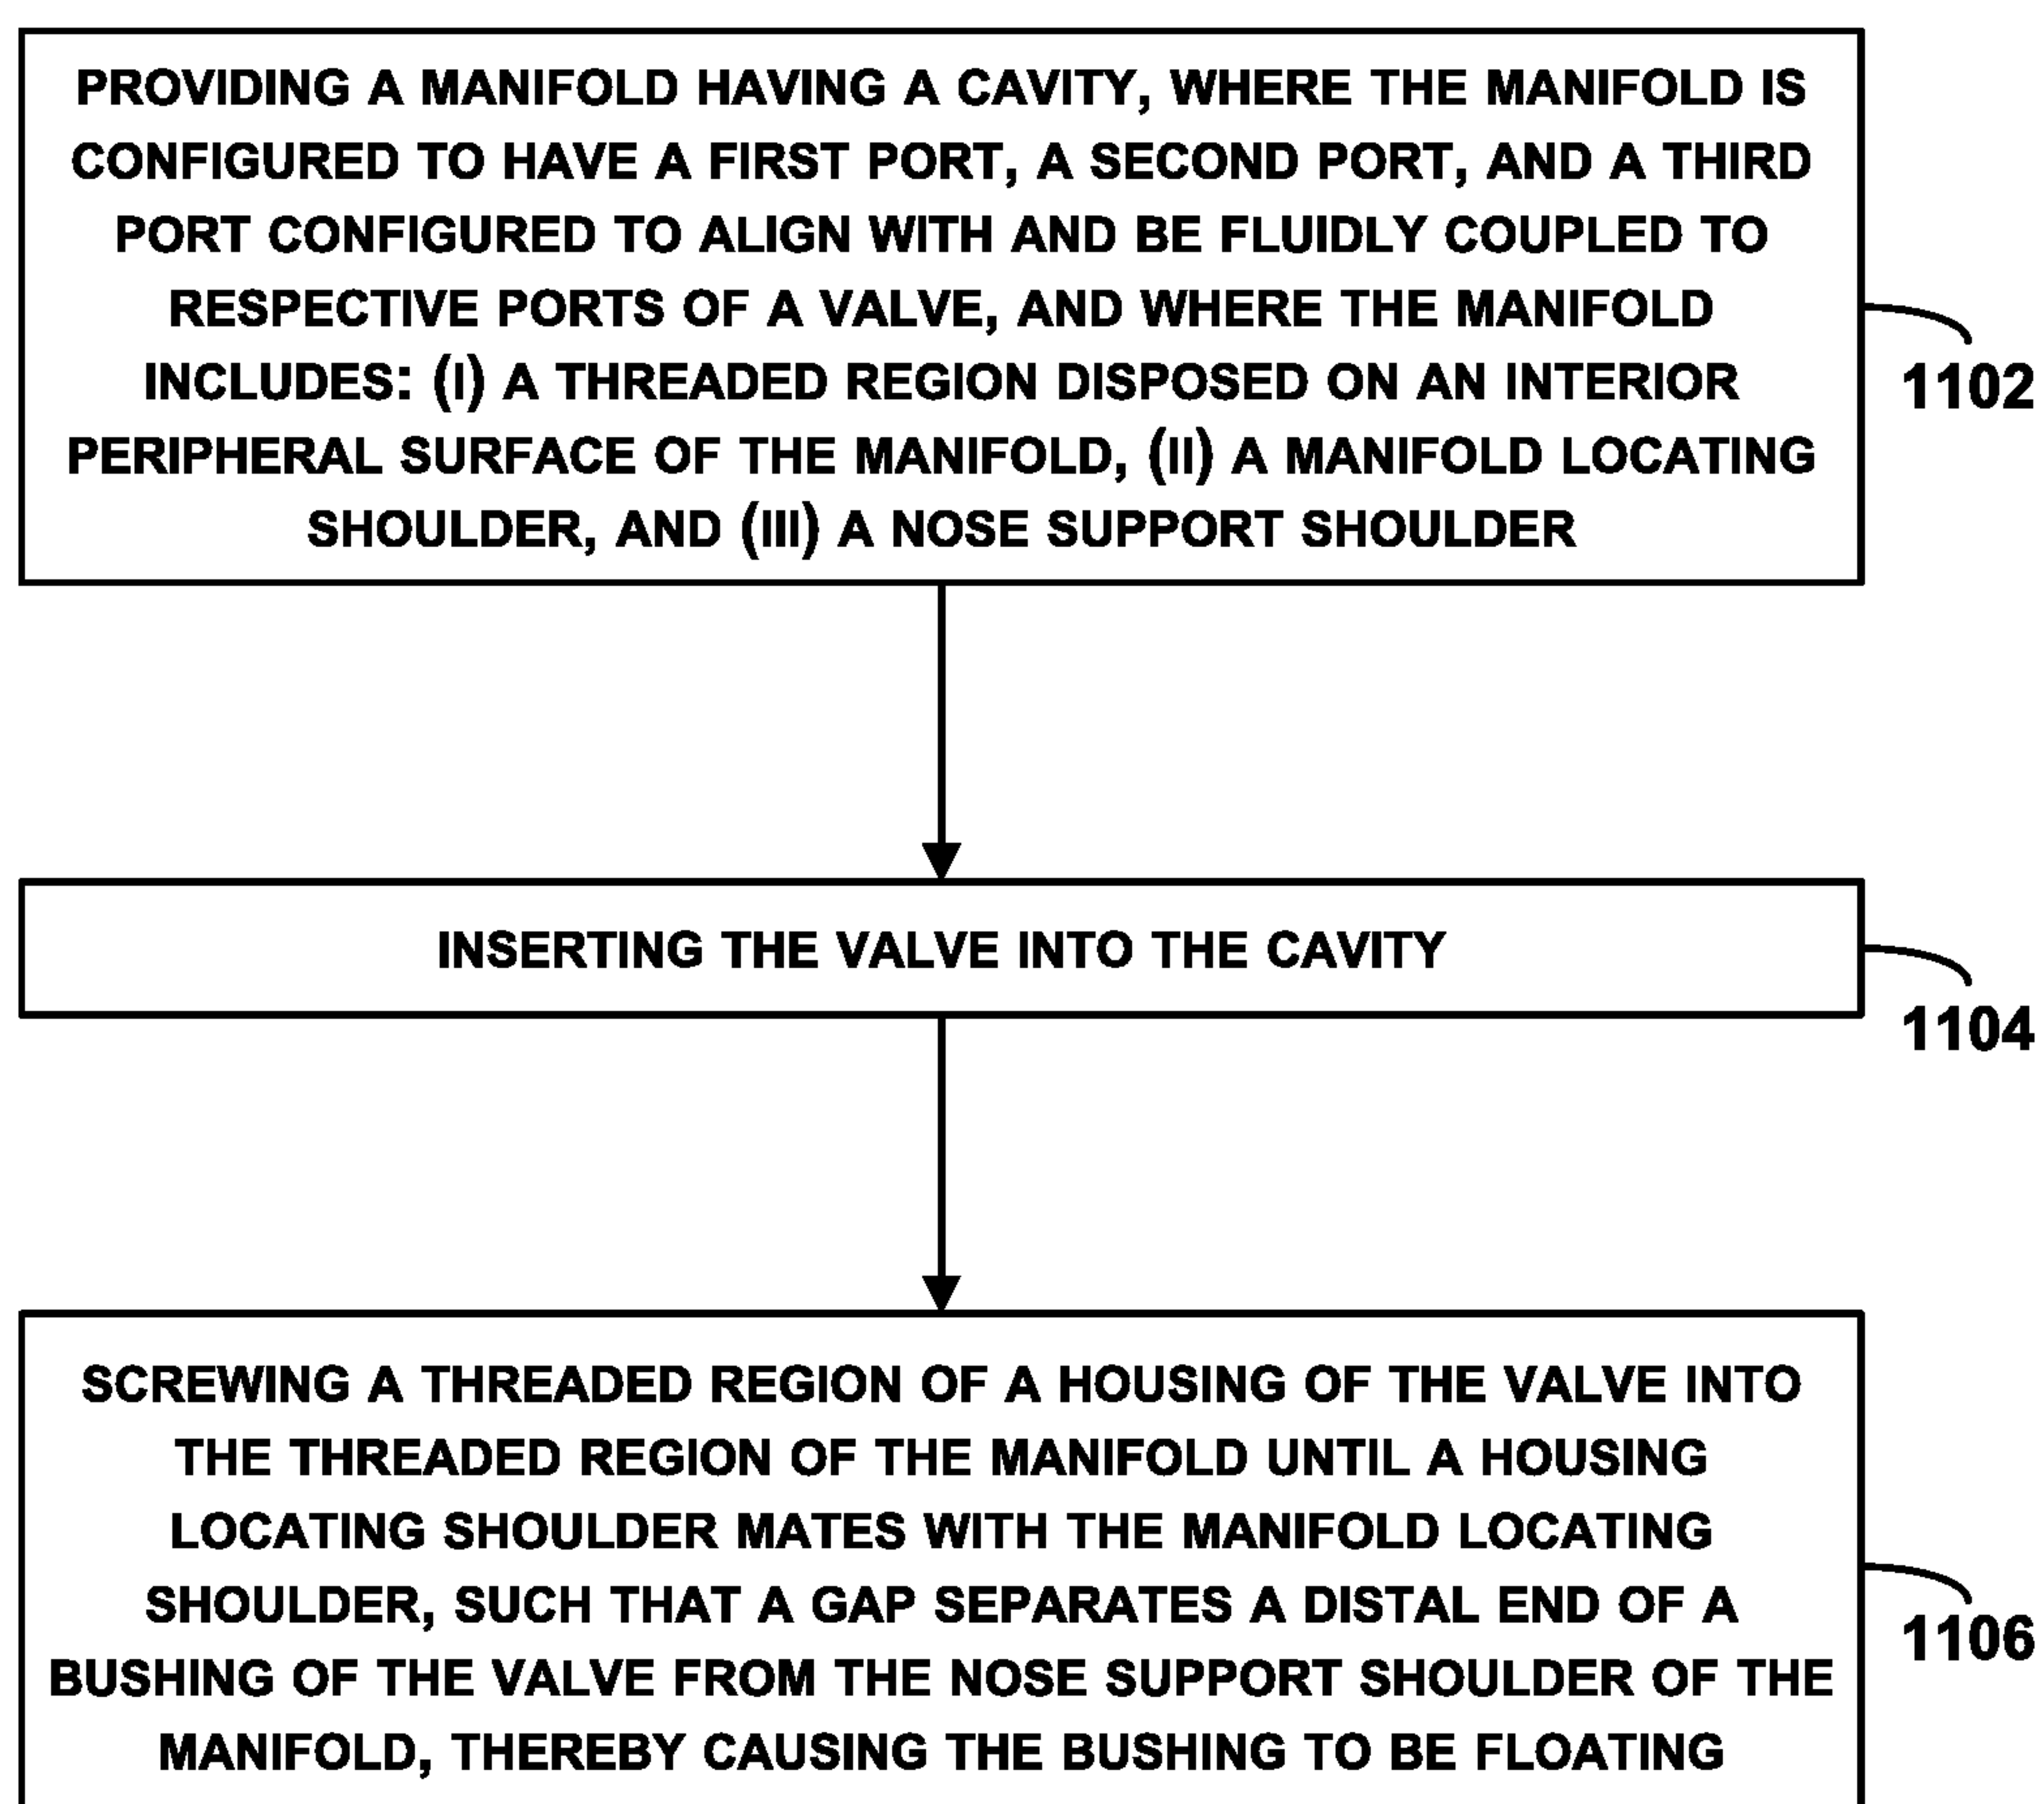 PROVIDING A MANIFOLD HAVING A CAVITY, WHERE THE MANIFOLD IS
CONFIGURED TO HAVE A FIRST PORT, A SECOND PORT, AND A THIRD
PORT CONFIGURED TO ALIGN WITH AND BE FLUIDLY COUPLED TO
RESPECTIVE PORTS OF A VALVE, AND WHERE THE MANIFOLD
INCLUDES: (I) A THREADED REGION DISPOSED ON AN INTERIOR
PERIPHERAL SURFACE OF THE MANIFOLD, (II) A MANIFOLD LOCATING
SHOULDER, AND (III) A NOSE SUPPORT SHOULDER
1102
INSERTING THE VALVE INTO THE CAVITY
1104
SCREWING A THREADED REGION OF A HOUSING OF THE VALVE INTO
THE THREADED REGION OF THE MANIFOLD UNTIL A HOUSING
LOCATING SHOULDER MATES WITH THE MANIFOLD LOCATING
SHOULDER, SUCH THAT A GAP SEPARATES A DISTAL END OF A
BUSHING OF THE VALVE FROM THE NOSE SUPPORT SHOULDER OF THE
MANIFOLD, THEREBY CAUSING THE BUSHING TO BE FLOATING
1106